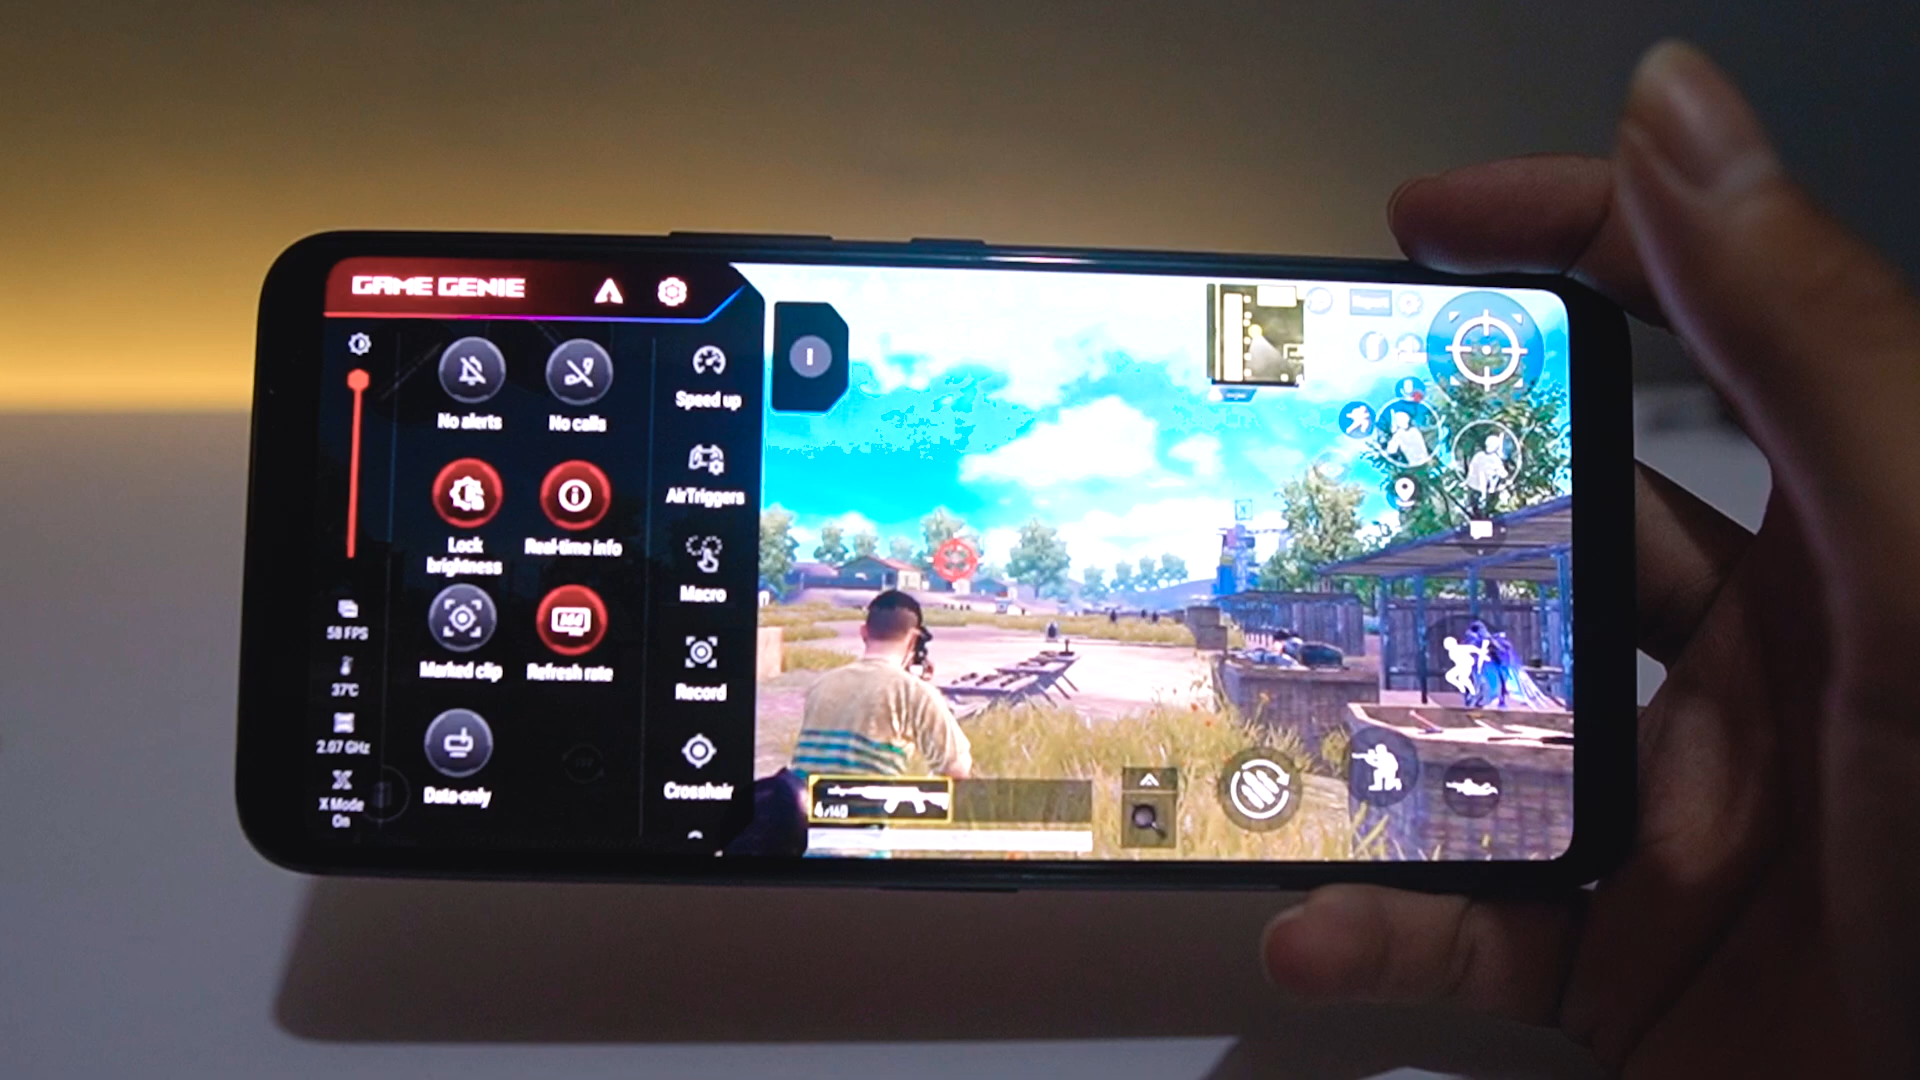 GAME GENIE
No alerts
No calls
Speed up
Lock
brightness
Real-time info
AirTriggers
Macro
58 FPS
Marked clip
Refresh rate
37°C
Record
2.07 GHz
X Mode
On
Data-only
Crosshair